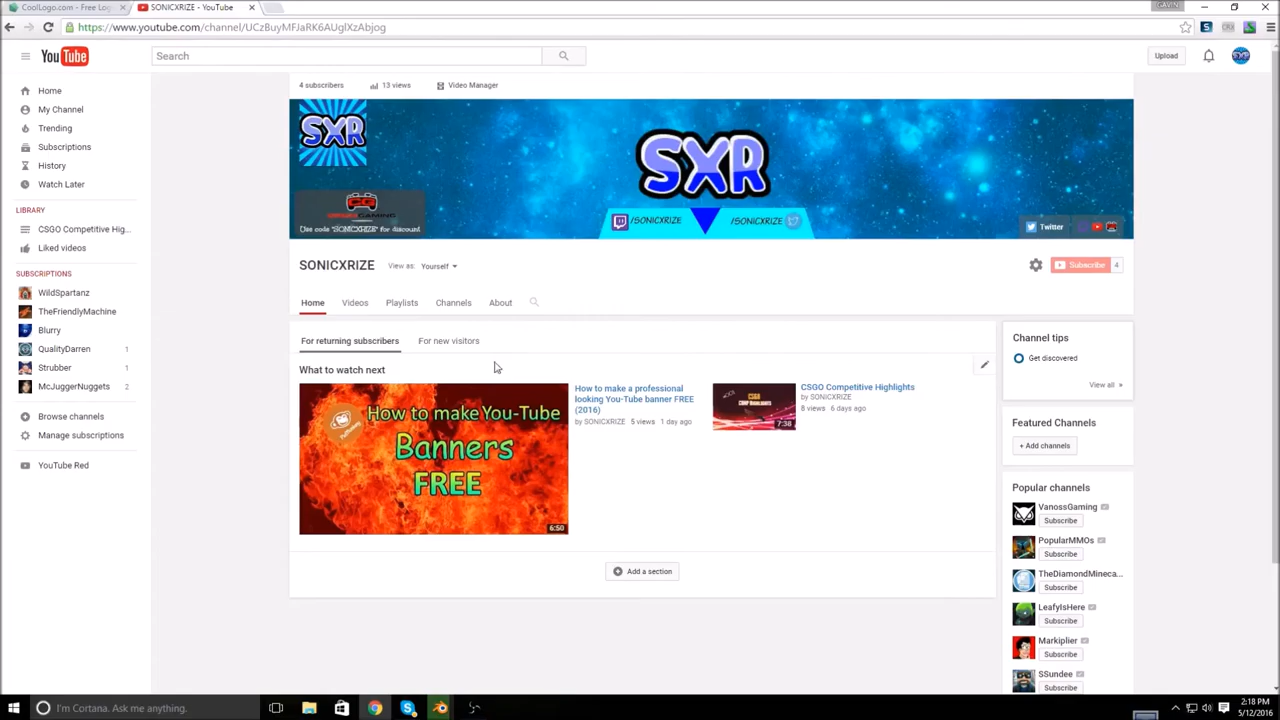 CoolLogo.com - Free Log
SONICXRIZE - YouTube
GAVIN
https://www.youtube.com/channel/UCzBuyMFJaRK6AUglXzAbjog
YouTube
Search
Upload
SXR
Home
My Channel
Trending
Subscriptions
History
Watch Later
LIBRARY
CSGO Competitive Hig...
Liked videos
SUBSCRIPTIONS
WildSpartanz
TheFriendlyMachine
Blurry
QualityDarren 1
Strubber 1
McJuggerNuggets 2
Browse channels
Manage subscriptions
YouTube Red
4 subscribers 13 views Video Manager
SXR
SXR
/SONICXRIZE /SONICXRIZE
Use code "SONICXRIZE" for discount
Twitter
SONICXRIZE View as: Yourself
Subscribe 4
Home Videos Playlists Channels About
For returning subscribers For new visitors
What to watch next
How to make You-Tube
Banners
FREE
6:50
How to make a professional
looking You-Tube banner FREE
(2016)
by SONICXRIZE 5 views 1 day ago
CSGO
7:38
CSGO Competitive Highlights
by SONICXRIZE
8 views 6 days ago
Add a section
Channel tips
Get discovered
View all »
Featured Channels
+ Add channels
Popular channels
VanossGaming
Subscribe
PopularMMOs
Subscribe
TheDiamondMineca...
Subscribe
LeafyIsHere
Subscribe
Markiplier
Subscribe
SSundee
Subscribe
I'm Cortana. Ask me anything.
2:18 PM
5/12/2016